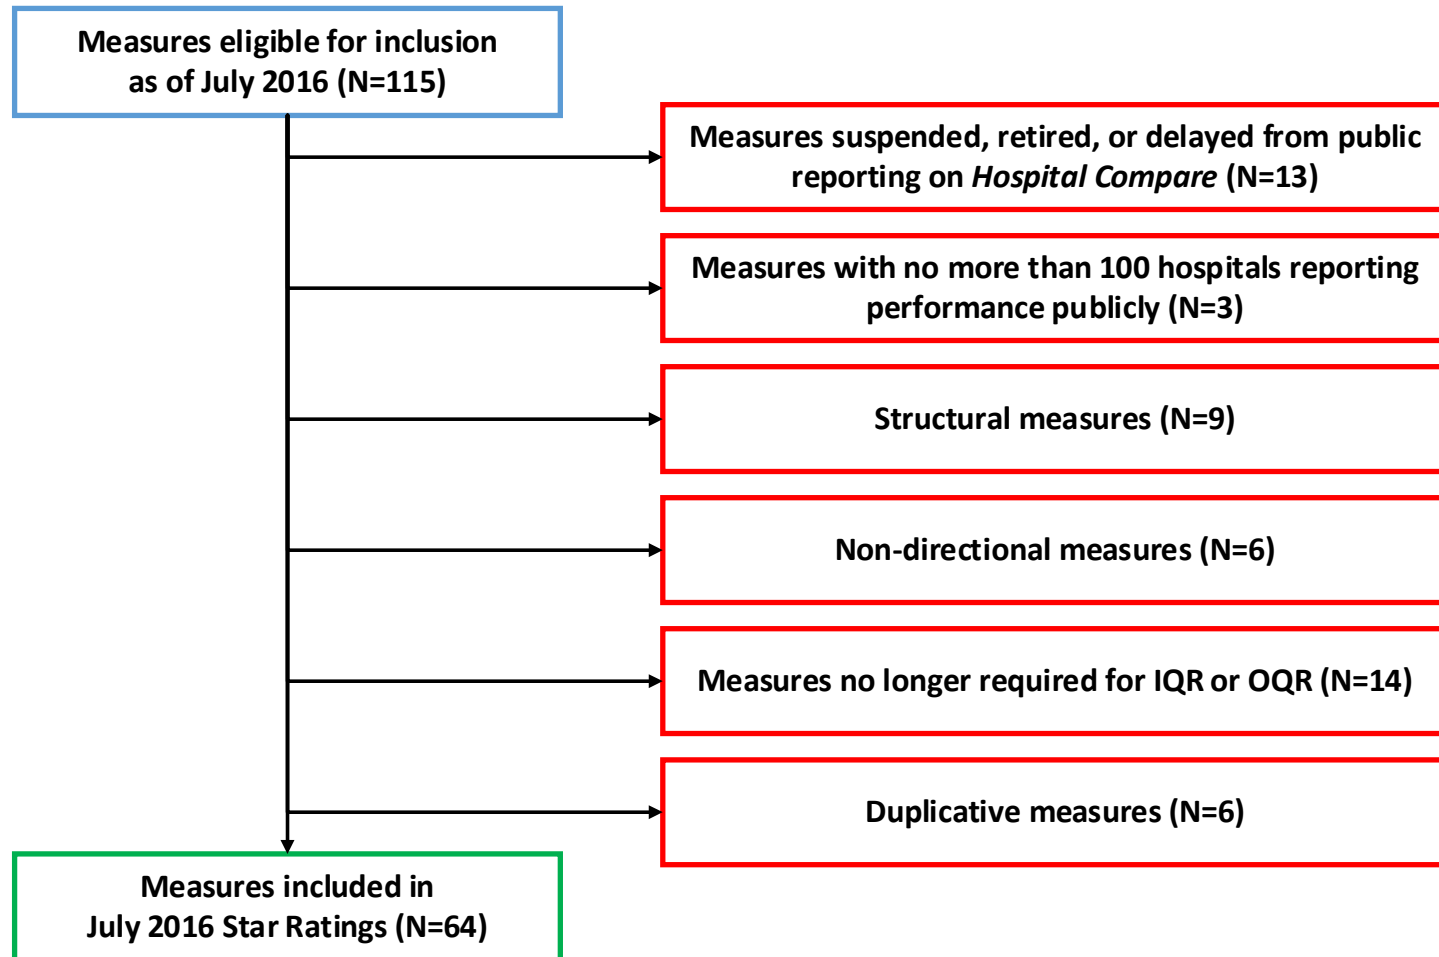 Measures eligible for inclusion
as of July 2016 (N=115)
Measures suspended, retired, or delayed from public
reporting on Hospital Compare (N=13)
Measures with no more than 100 hospitals reporting
performance publicly (N=3)
Structural measures (N=9)
Non-directional measures (N=6)
Measures no longer required for IQR or OQR (N=14)
Duplicative measures (N=6)
Measures included in
July 2016 Star Ratings (N=64)